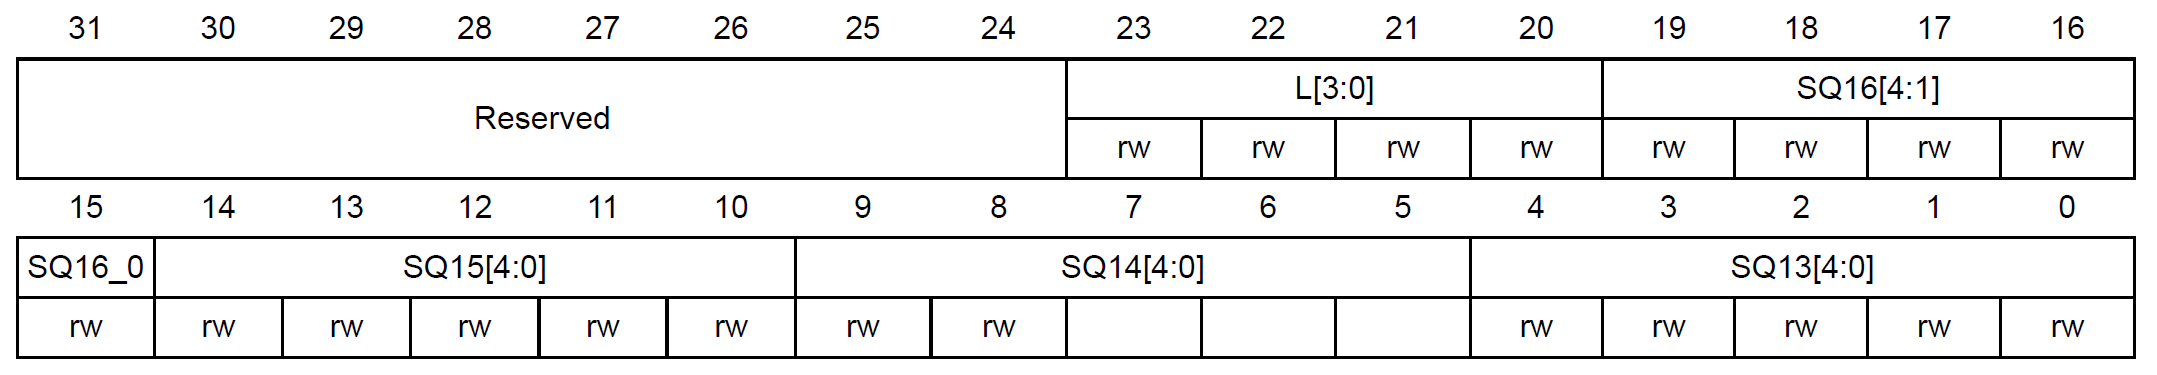 31 30 29 28 27 26 25 24 23 22 21 20 19 18 17 16
Reserved L[3:0] SQ16[4:1]
rw rw rw rw rw rw rw rw
15 14 13 12 11 10 9 8 7 6 5 4 3 2 1 0
SQ16_0 SQ15[4:0] SQ14[4:0] SQ13[4:0]
rw rw rw rw rw rw rw rw rw rw rw rw rw